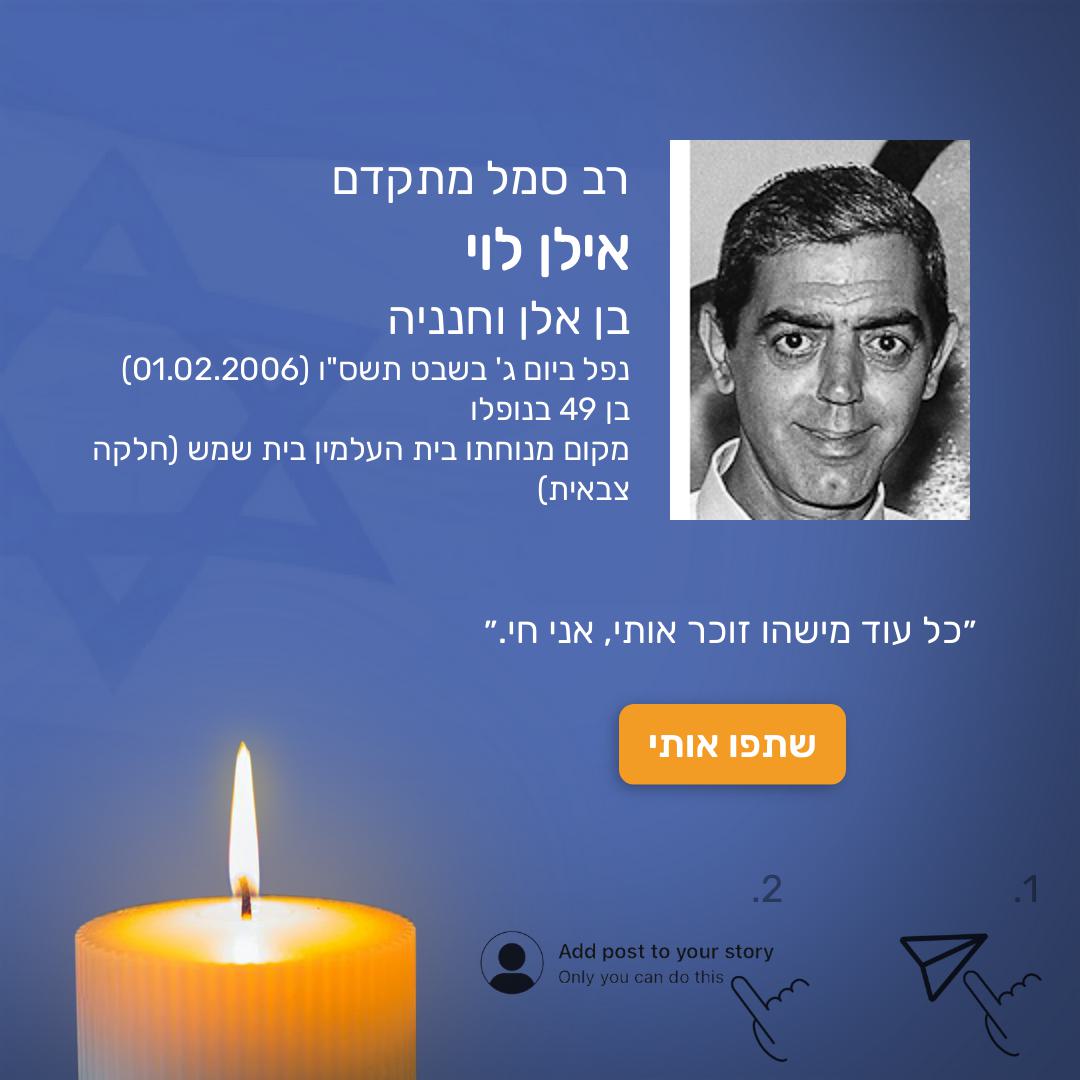 רב סמל מתקדם
אילן לוי
בן אלן וחנניה
נפל ביום ג' בשבט תשס"ו (01.02.2006)
בן 49 בנופלו
מקום מנוחתו בית העלמין בית שמש (חלקה
צבאית)
״כל עוד מישהו זוכר אותי, אני חי.״
שתפו אותי
.1
.2
Add post to your story
Only you can do this